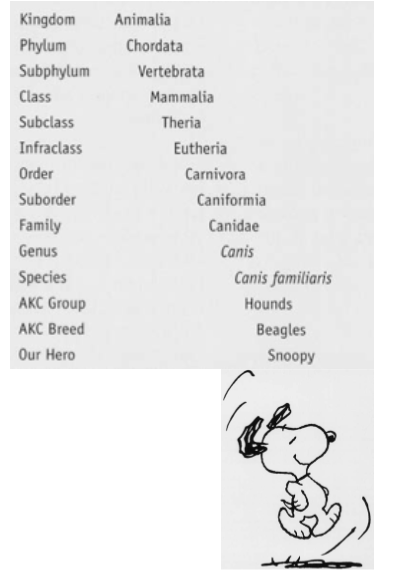 Kingdom Animalia
Phylum Chordata
Subphylum Vertebrata
Class Mammalia
Subclass Theria
Infraclass Eutheria
Order Carnivora
Suborder Caniformia
Family Canidae
Genus Canis
Species Canis familiaris
AKC Group Hounds
AKC Breed Beagles
Our Hero Snoopy